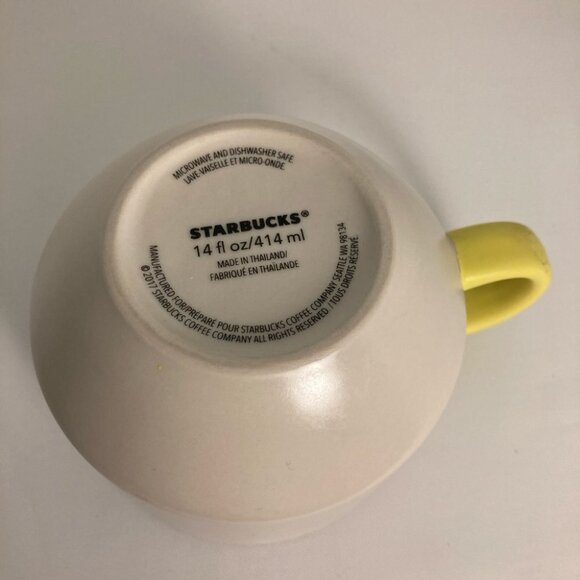 MICROWAVE AND DISHWASHER SAFE
LAVE-VAISELLE ET MICRO-ONDE
STARBUCKS®
14 fl oz/414 ml
MADE IN THAILAND/
FABRIQUÉ EN THAÏLANDE
MANUFACTURED FOR/PRÉPARÉ POUR STARBUCKS COFFEE COMPANY SEATTLE WA 98134
© 2017 STARBUCKS COFFEE COMPANY ALL RIGHTS RESERVED / TOUS DROITS RÉSERVÉ